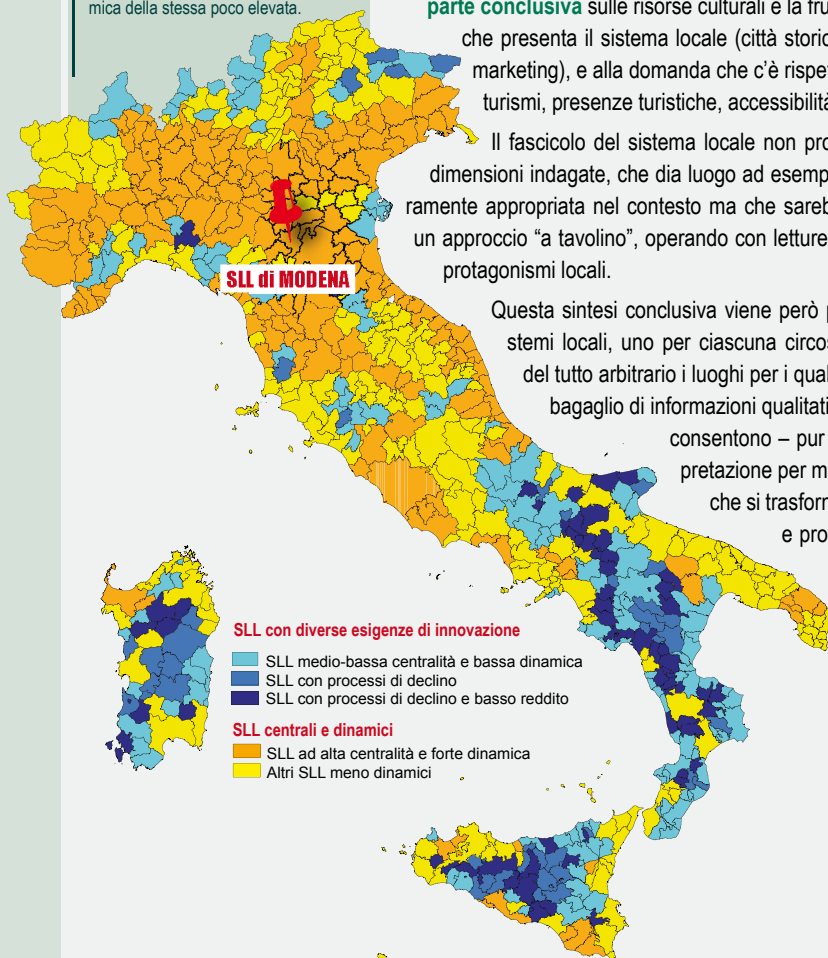 mica della stessa poco elevata.
parte conclusiva sulle risorse culturali e la fru
che presenta il sistema locale (città storic
marketing), e alla domanda che c'è rispe
turismi, presenze turistiche, accessibilità
Il fascicolo del sistema locale non pro
dimensioni indagate, che dia luogo ad esemp
ramente appropriata nel contesto ma che sareb
un approccio “a tavolino”, operando con letture
protagonismi locali.
Questa sintesi conclusiva viene però p
stemi locali, uno per ciascuna circos
del tutto arbitrario i luoghi per i qual
bagaglio di informazioni qualitati
consentono – pur
pretazione per m
che si trasforn
e pro
SLL di MODENA
SLL con diverse esigenze di innovazione
SLL medio-bassa centralità e bassa dinamica
SLL con processi di declino
SLL con processi di declino e basso reddito
SLL centrali e dinamici
SLL ad alta centralità e forte dinamica
Altri SLL meno dinamici